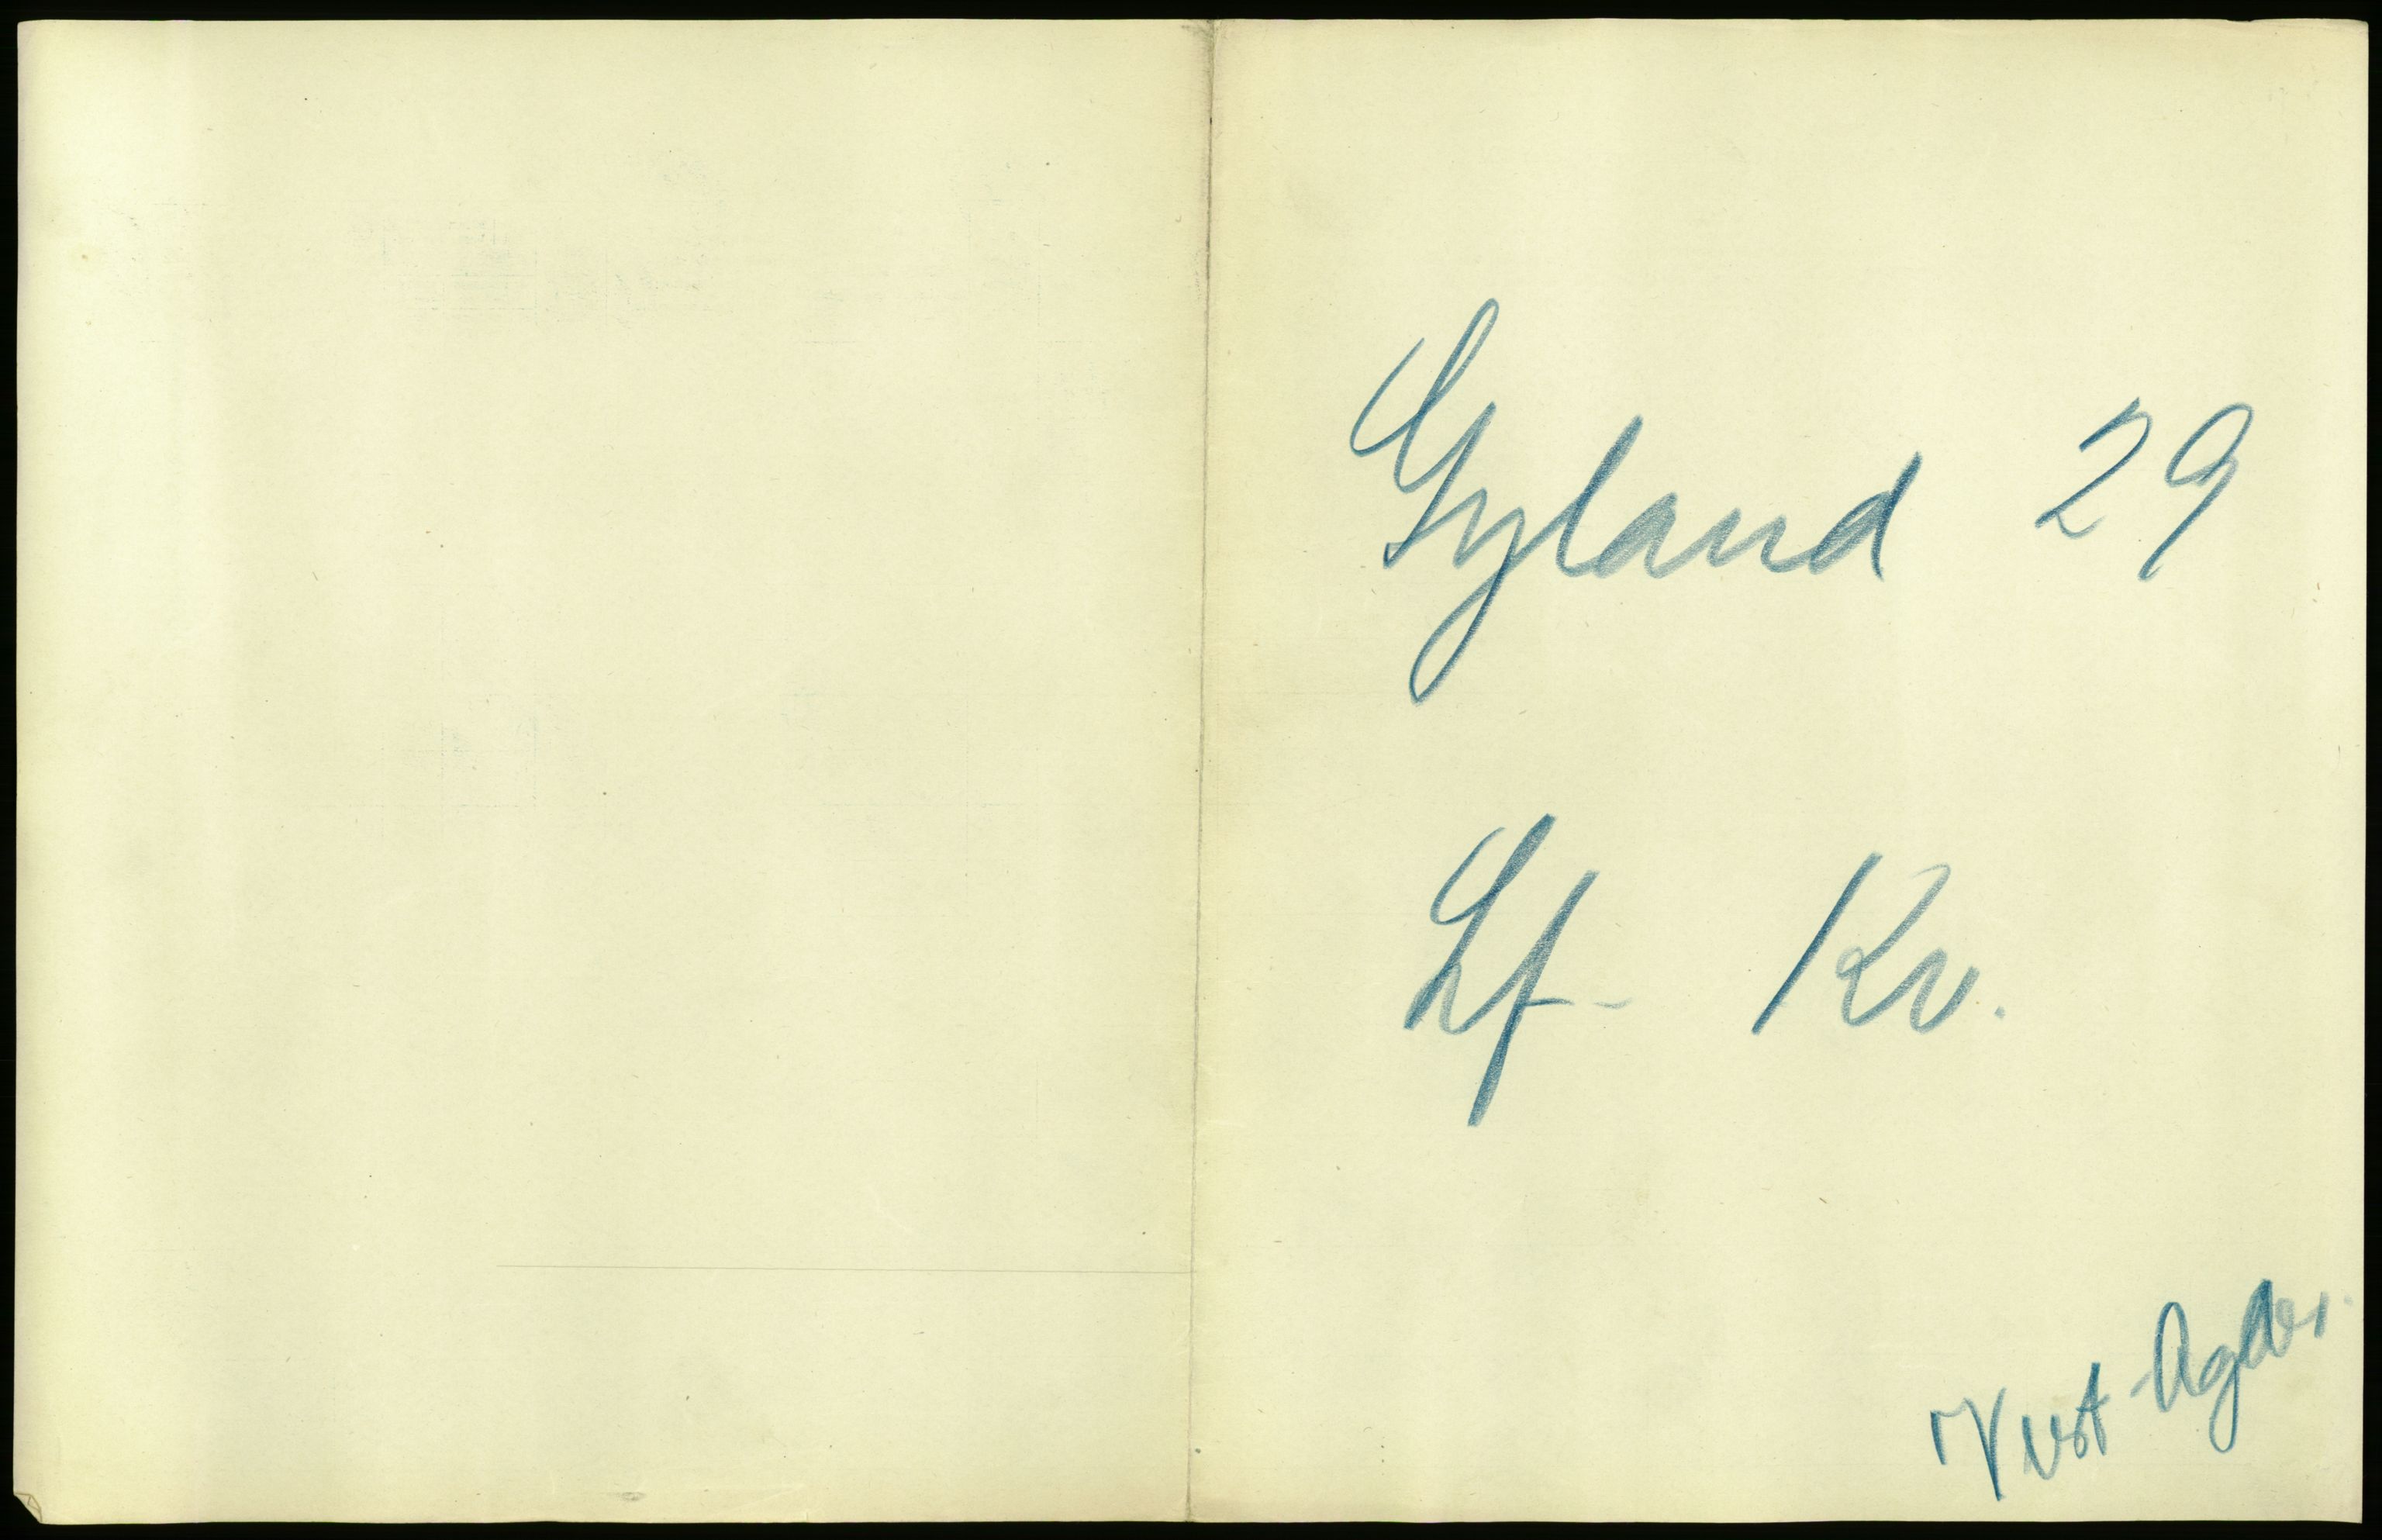 Gyland 29
Lf- Kv.
Vest-Agder.